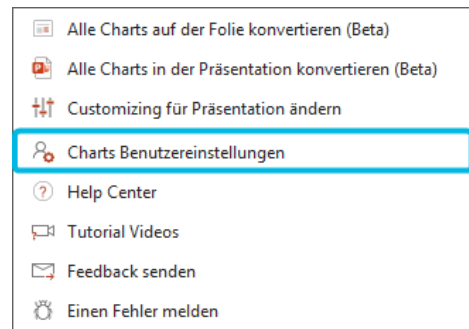 Alle Charts auf der Folie konvertieren (Beta)
Alle Charts in der Präsentation konvertieren (Beta)
Customizing für Präsentation ändern
Charts Benutzereinstellungen
Help Center
Tutorial Videos
Feedback senden
Einen Fehler melden